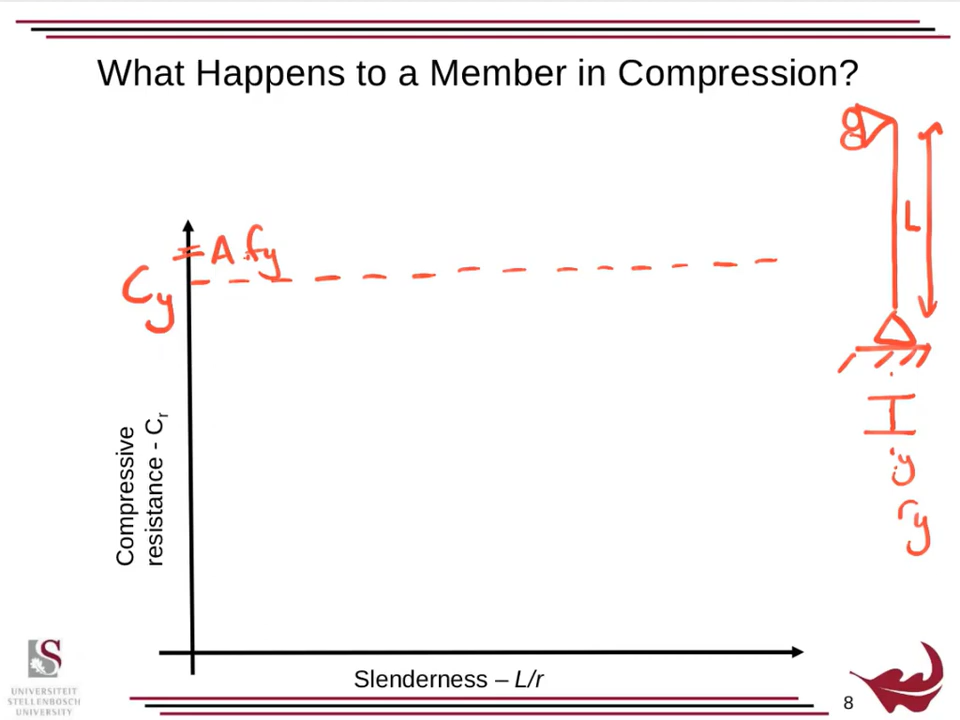 What Happens to a Member in Compression?
= A fy
Cy
L
I
y
ry
Compressive
resistance - Cr
Slenderness – L/r
UNIVERSITEIT
STELLENBOSCH
UNIVERSITY
8